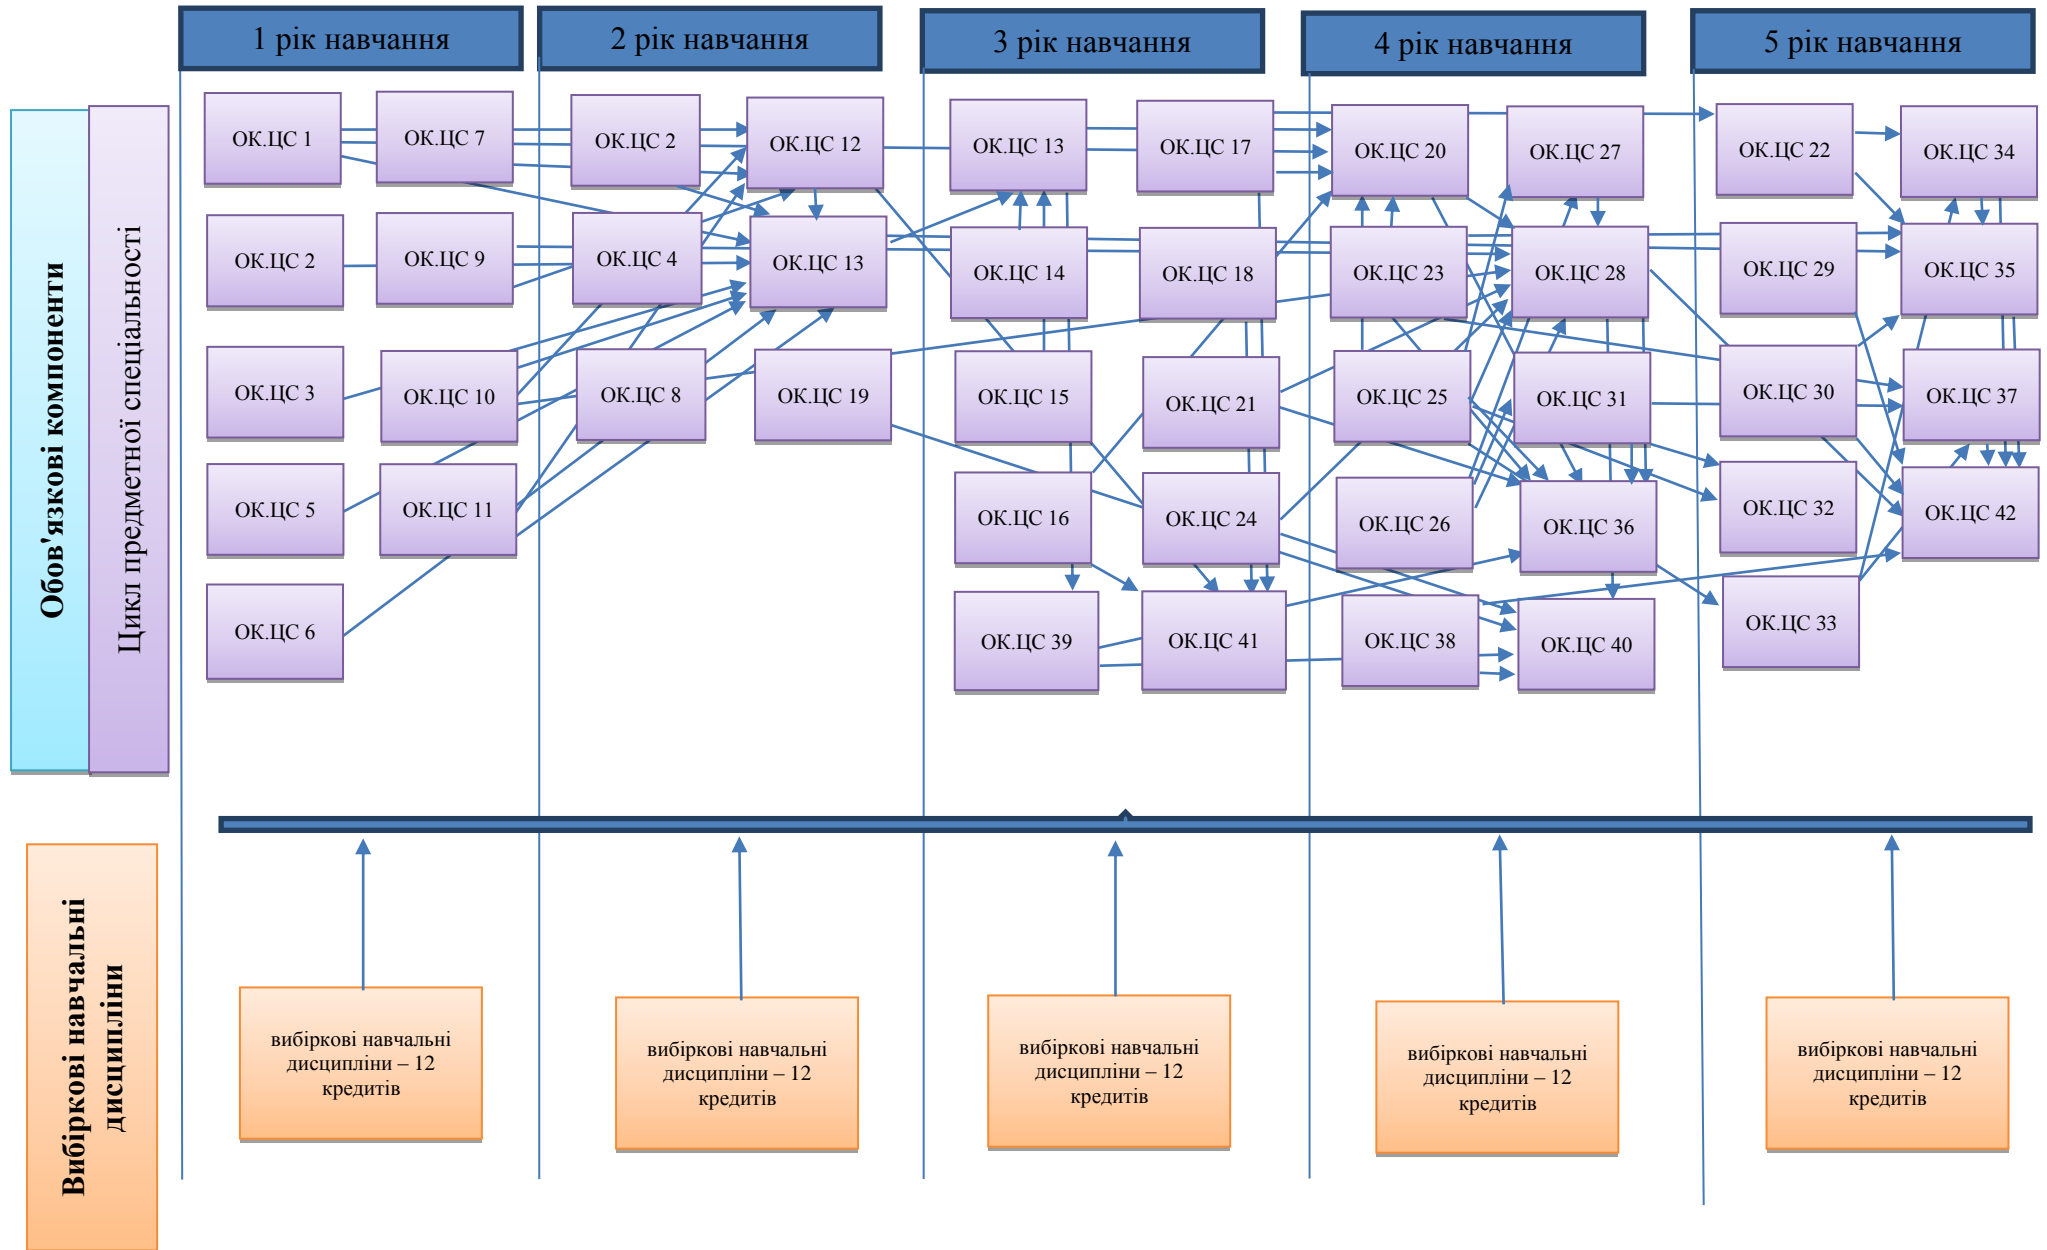 1 рік навчання
2 рік навчання
3 рік навчання
4 рік навчання
5 рік навчання
Обов'язкові компоненти
Цикл предметної спеціальності
ОК.ЦС 1
ОК.ЦС 7
ОК.ЦС 2
ОК.ЦС 12
ОК.ЦС 13
ОК.ЦС 17
ОК.ЦС 20
ОК.ЦС 27
ОК.ЦС 22
ОК.ЦС 34
ОК.ЦС 2
ОК.ЦС 9
ОК.ЦС 4
ОК.ЦС 13
ОК.ЦС 14
ОК.ЦС 18
ОК.ЦС 23
ОК.ЦС 28
ОК.ЦС 29
ОК.ЦС 35
ОК.ЦС 3
ОК.ЦС 10
ОК.ЦС 8
ОК.ЦС 19
ОК.ЦС 15
ОК.ЦС 21
ОК.ЦС 25
ОК.ЦС 31
ОК.ЦС 30
ОК.ЦС 37
ОК.ЦС 5
ОК.ЦС 11
ОК.ЦС 16
ОК.ЦС 24
ОК.ЦС 26
ОК.ЦС 36
ОК.ЦС 32
ОК.ЦС 42
ОК.ЦС 6
ОК.ЦС 39
ОК.ЦС 41
ОК.ЦС 38
ОК.ЦС 40
ОК.ЦС 33
Вибіркові навчальні
дисципліни
вибіркові навчальні
дисципліни – 12
кредитів
вибіркові навчальні
дисципліни – 12
кредитів
вибіркові навчальні
дисципліни – 12
кредитів
вибіркові навчальні
дисципліни – 12
кредитів
вибіркові навчальні
дисципліни – 12
кредитів